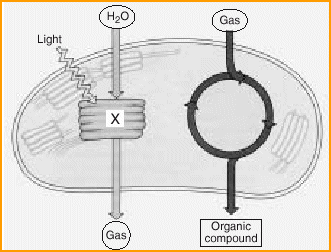 H₂O
Gas
Light
X
Gas
Organic
compound